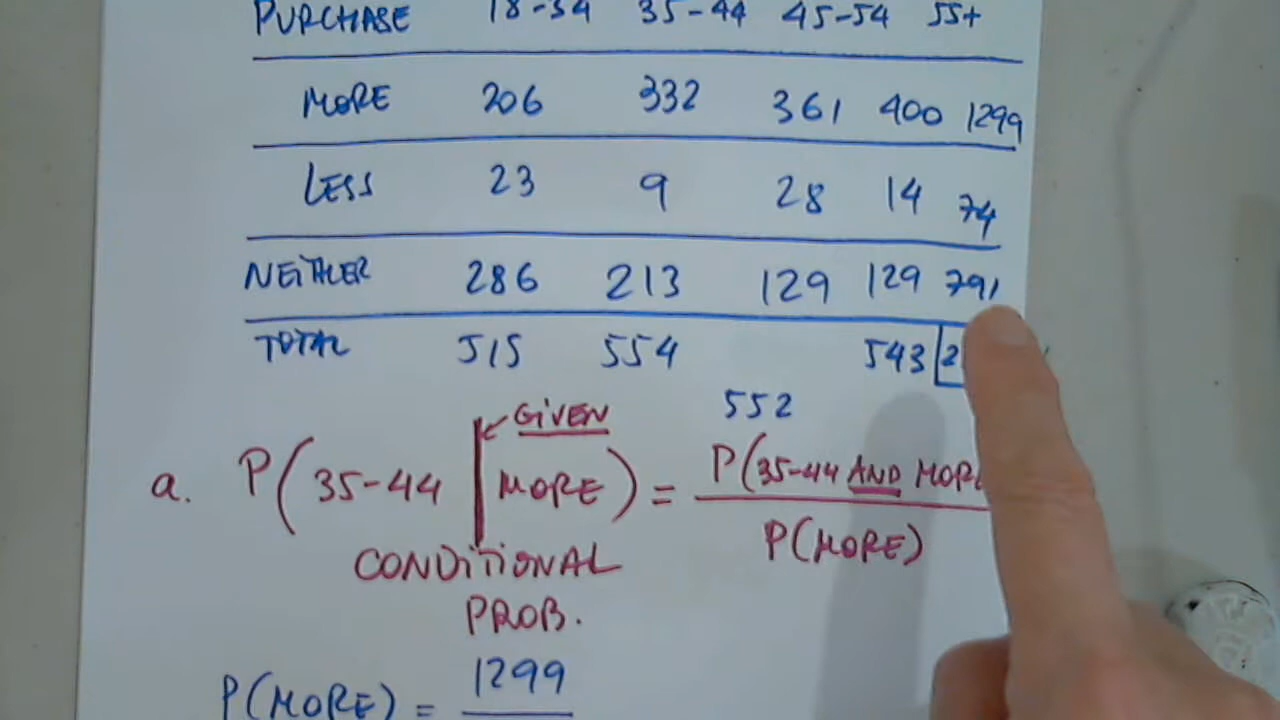 PURCHASE 18-34 35-44 45-54 55+
MORE 206 332 361 400 1299
LESS 23 9 28 14 74
NEITHER 286 213 129 129 791
TOTAL 515 554 543 2
552
GIVEN
a. P(35-44 | MORE) = P(35-44 AND MORE
P(MORE)
CONDITIONAL
PROB.
P(MORE) = 1299